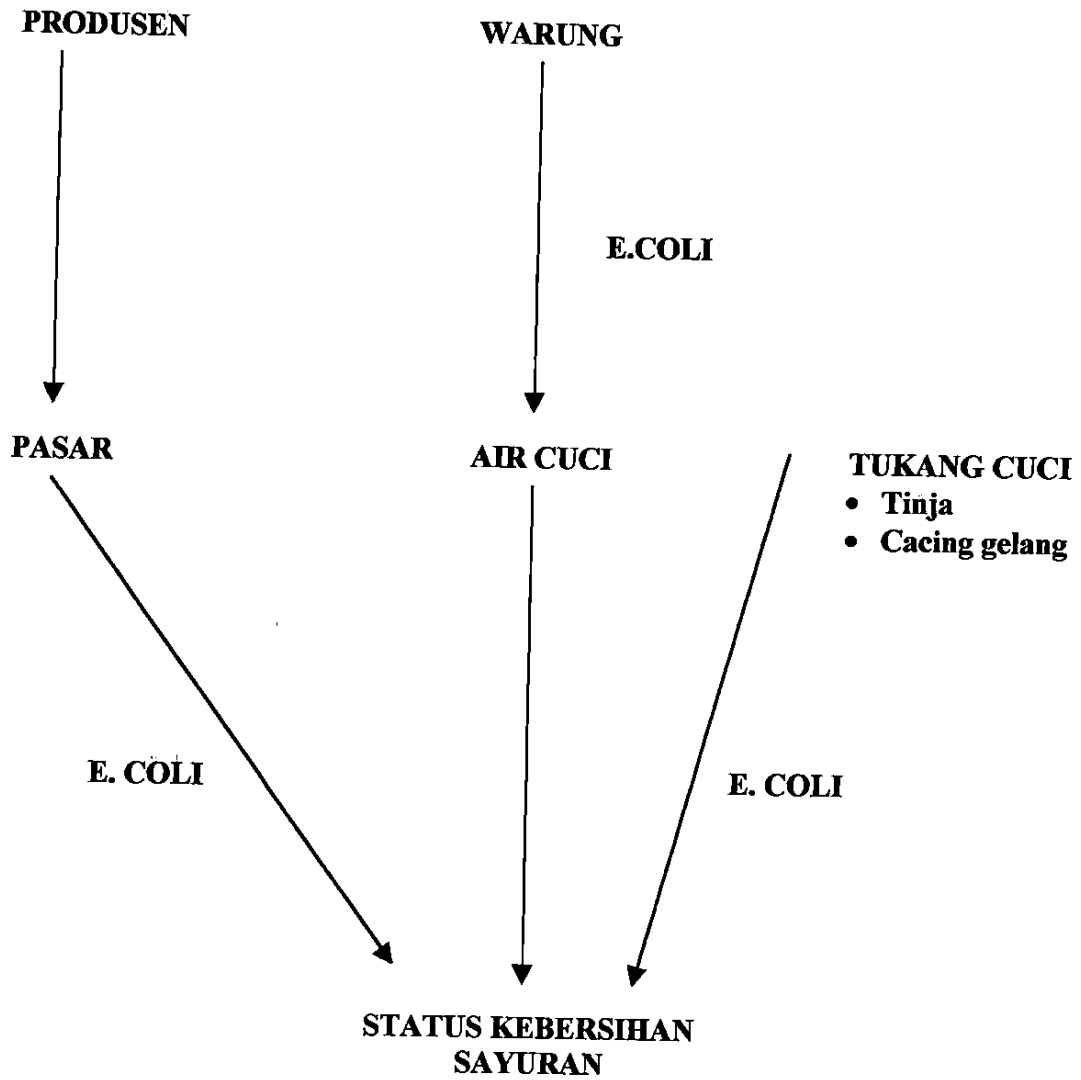 PRODUSEN
WARUNG
E.COLI
PASAR
AIR CUCI
TUKANG CUCI
• Tinja
• Cacing gelang
E. COLI
E. COLI
STATUS KEBERSIHAN
SAYURAN